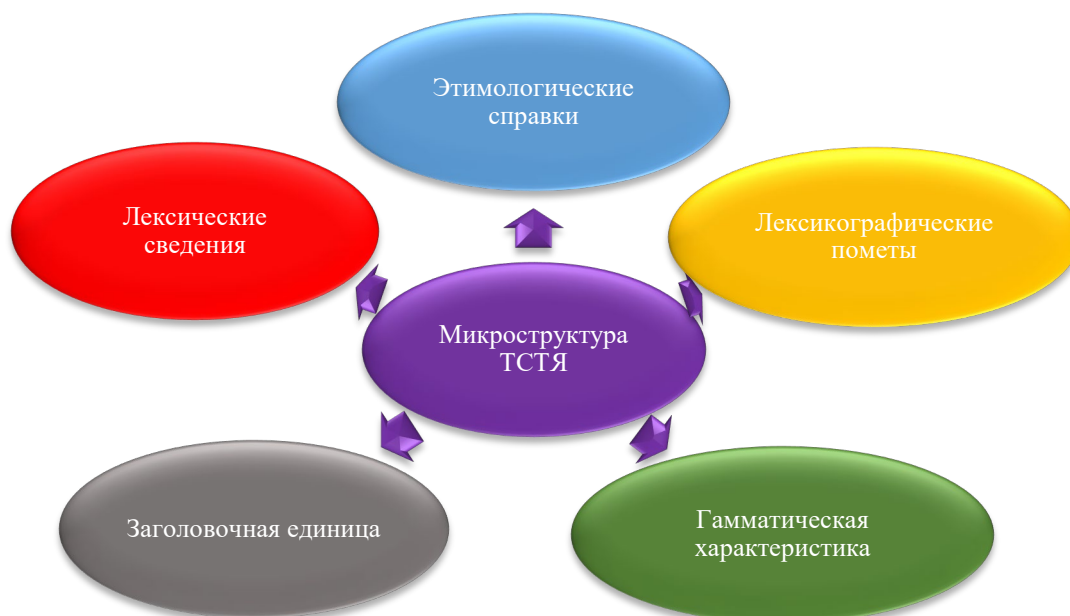 Этимологические
справки
Лексические
сведения
Лексикографические
пометы
Микроструктура
ТСТЯ
Заголовочная единица
Гамматическая
характеристика